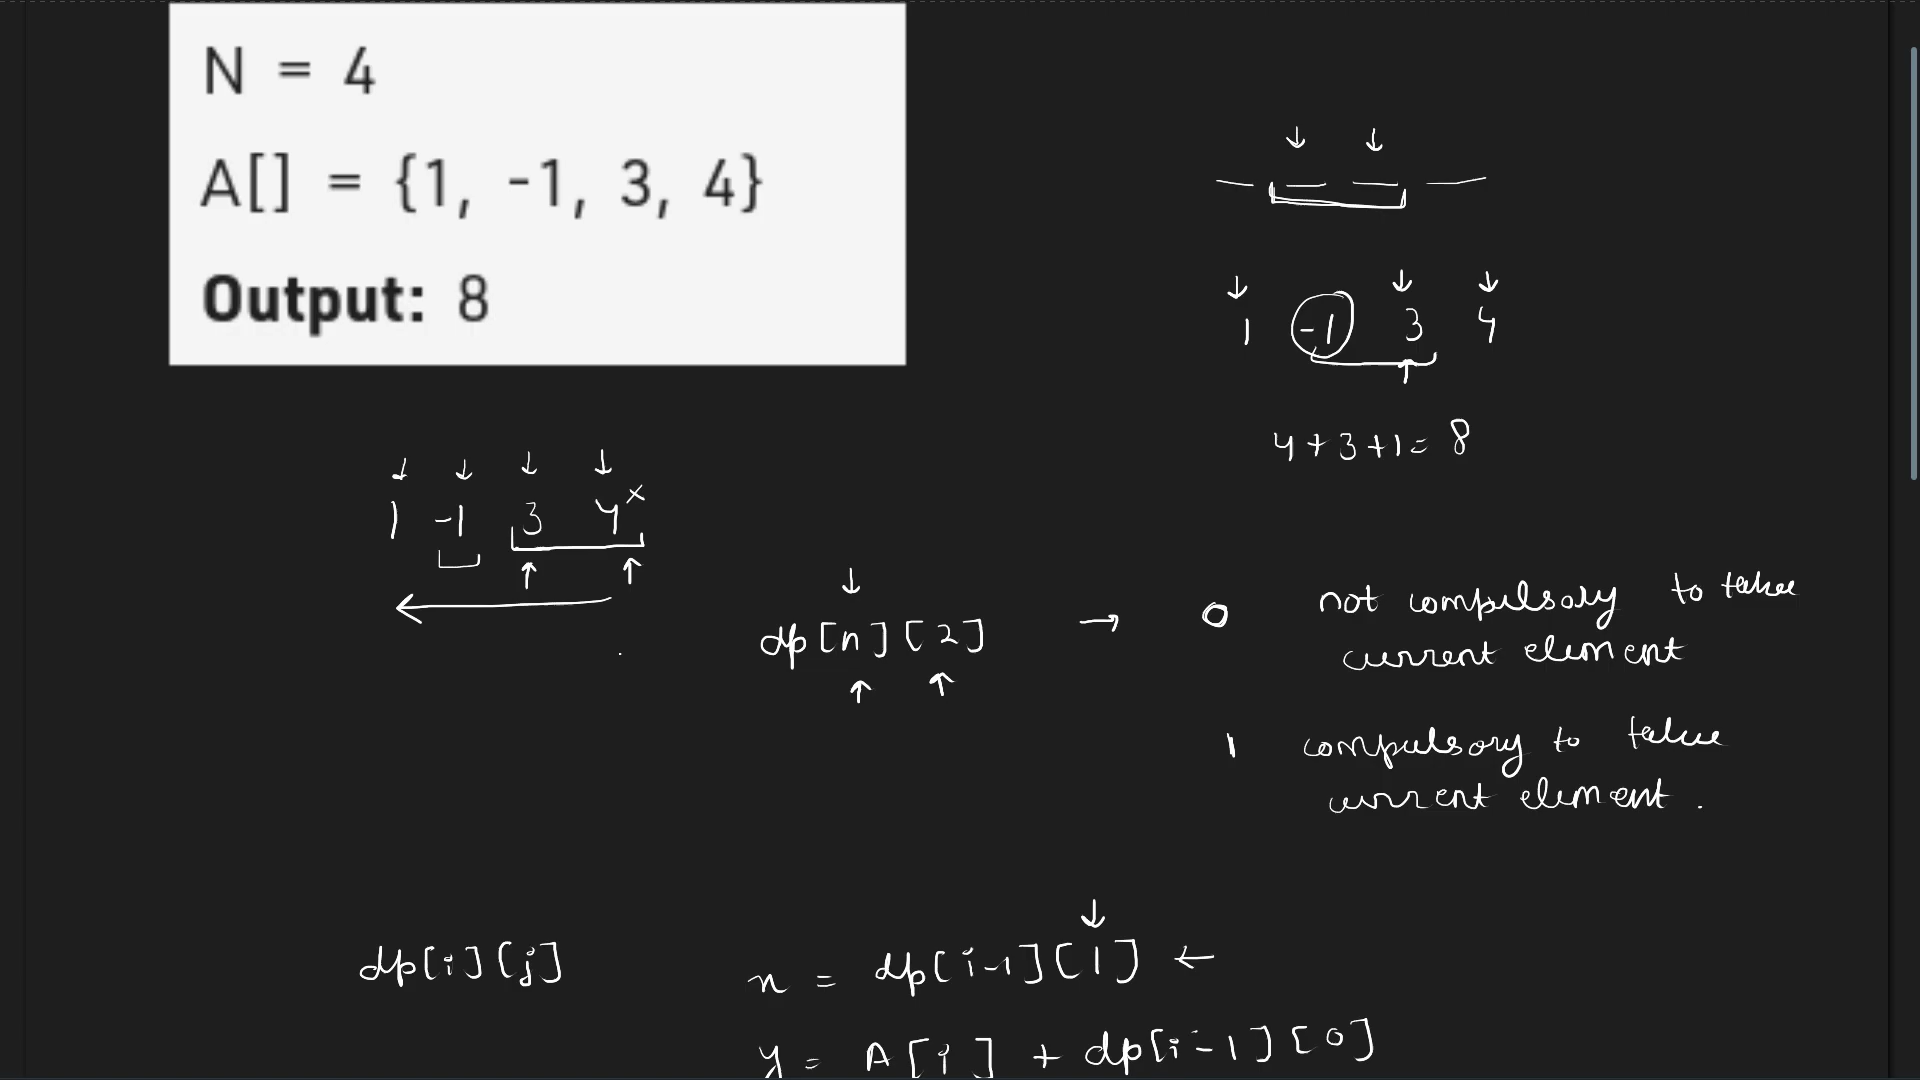 N = 4
A[] = {1, -1, 3, 4}
Output: 8
1 -1 3 4
4 + 3 + 1 = 8
1 -1 3 4 x
dp[n][2] → 0 not compulsory to take
current element
1 compulsory to take
current element.
dp[i][j]
x = dp[i-1][1] ←
y = A[i] + dp[i-1][0]